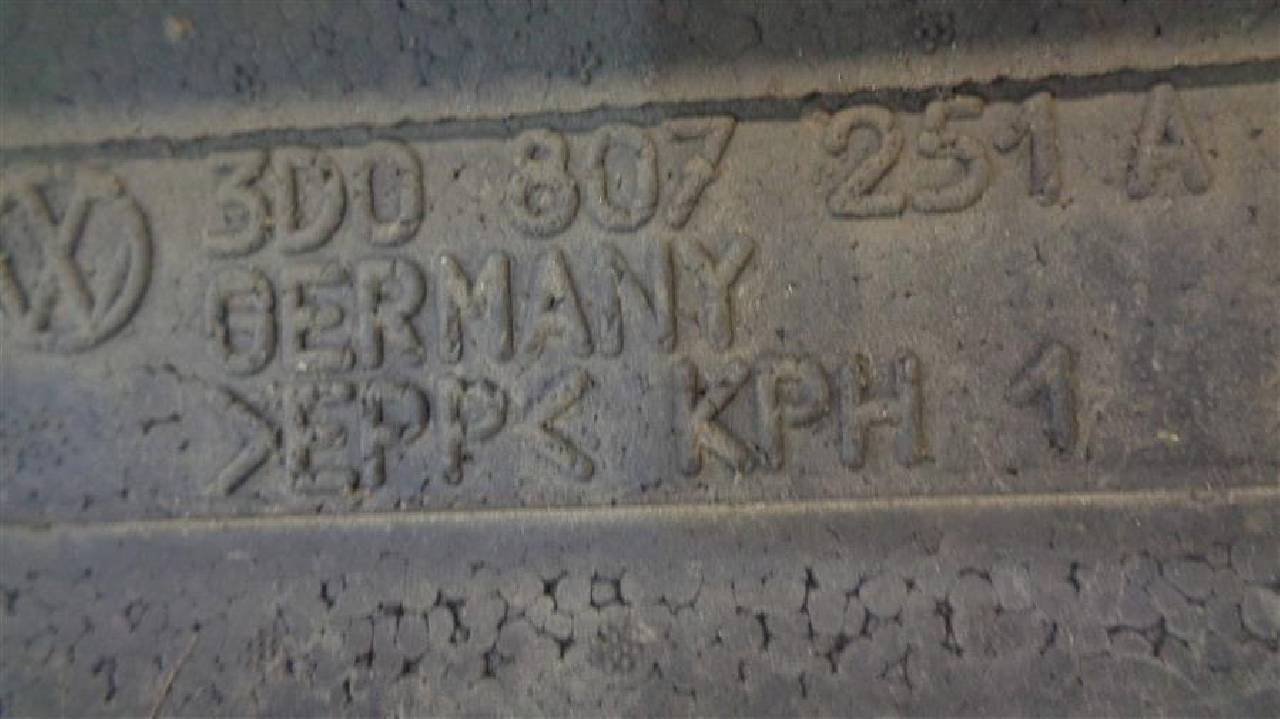 3D0 807 251 A
GERMANY
>EPP< KPH 1